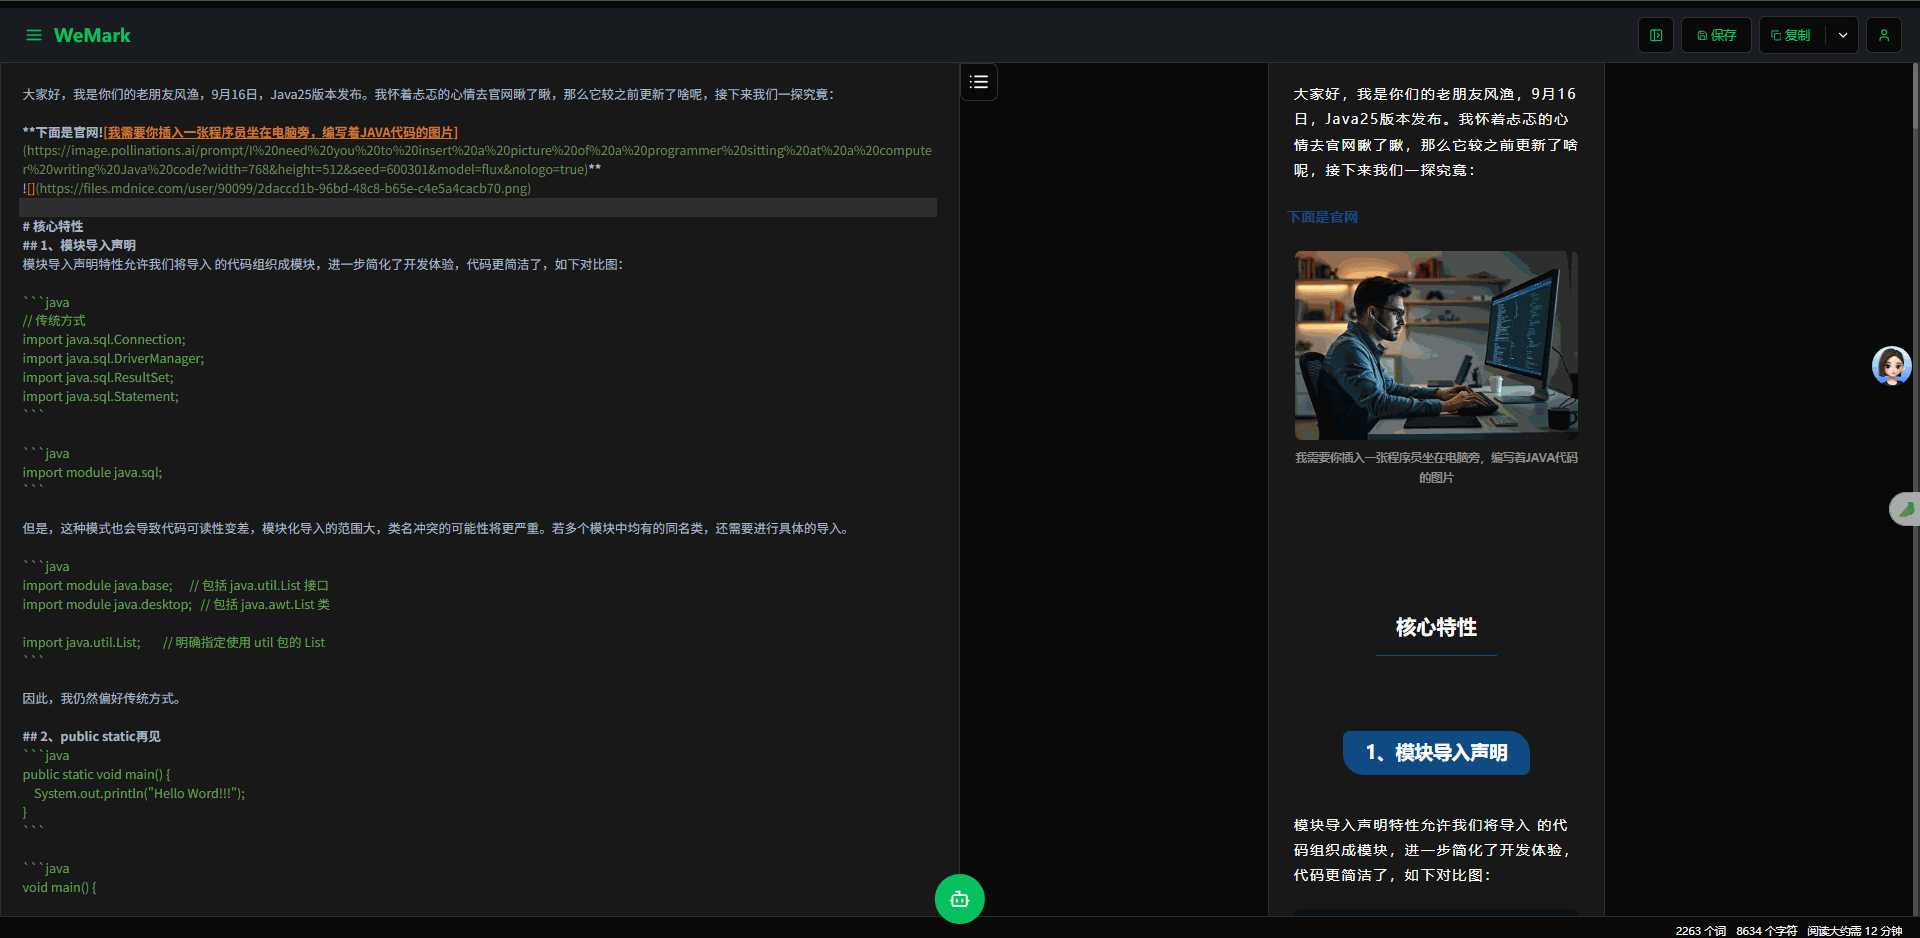 WeMark
保存
复制
大家好，我是你们的老朋友风渔，9月16日，Java25版本发布。我怀着忐忑的心情去官网瞅了瞅，那么它较之前更新了啥呢，接下来我们一探究竟：
**下面是官网![我需要你插入一张程序员坐在电脑旁，编写着JAVA代码的图片]
(https://image.pollinations.ai/prompt/I%20need%20you%20to%20insert%20a%20picture%20of%20a%20programmer%20sitting%20at%20a%20compute
r%20writing%20Java%20code?width=768&height=512&seed=600301&model=flux&nologo=true)**
![](https://files.mdnice.com/user/90099/2daccd1b-96bd-48c8-b65e-c4e5a4cacb70.png)
# 核心特性
## 1、模块导入声明
模块导入声明特性允许我们将导入 的代码组织成模块，进一步简化了开发体验，代码更简洁了，如下对比图：
```java
// 传统方式
import java.sql.Connection;
import java.sql.DriverManager;
import java.sql.ResultSet;
import java.sql.Statement;
```
```java
import module java.sql;
```
但是，这种模式也会导致代码可读性变差，模块化导入的范围大，类名冲突的可能性将更严重。若多个模块中均有的同名类，还需要进行具体的导入。
```java
import module java.base;     // 包括 java.util.List 接口
import module java.desktop;  // 包括 java.awt.List 类
import java.util.List;       // 明确指定使用 util 包的 List
```
因此，我仍然偏好传统方式。
## 2、public static再见
```java
public static void main() {
    System.out.println("Hello Word!!!");
}
```
```java
void main() {
大家好，我是你们的老朋友风渔，9月16
日，Java25版本发布。我怀着忐忑的心
情去官网瞅了瞅，那么它较之前更新了啥
呢，接下来我们一探究竟：
下面是官网
我需要你插入一张程序员坐在电脑旁，编写着JAVA代码
的图片
核心特性
1、模块导入声明
模块导入声明特性允许我们将导入 的代
码组织成模块，进一步简化了开发体验，
代码更简洁了，如下对比图：
2263 个词 8634 个字符 阅读大约需 12 分钟